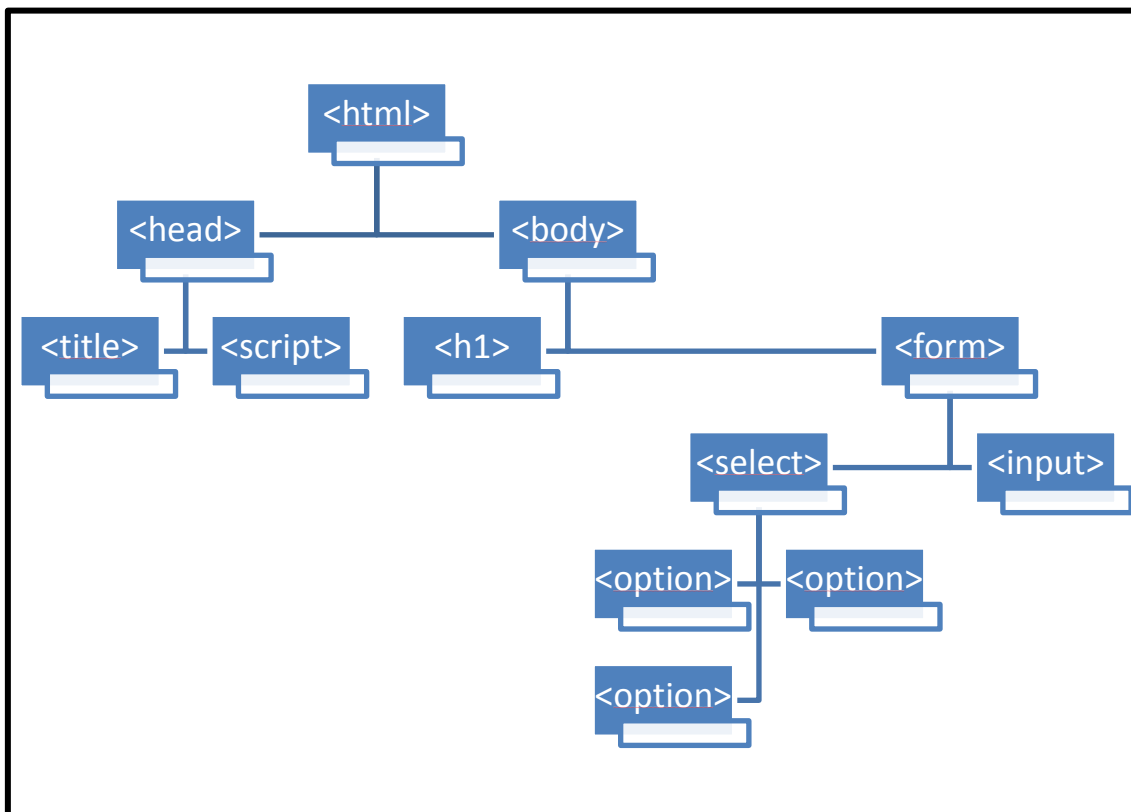 <html>
<head>
<body>
<title>
<script>
<h1>
<form>
<select>
<input>
<option>
<option>
<option>